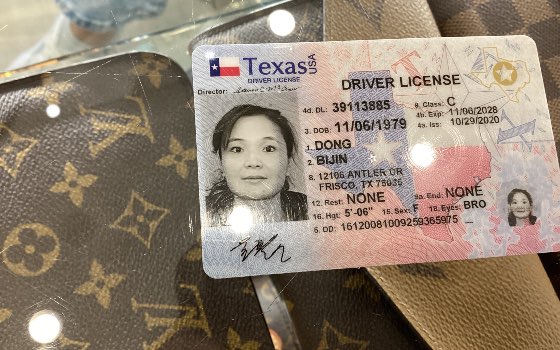 Texas USA
DRIVER LICENSE
Director:
DRIVER LICENSE
4d. DL: 39113885 9. Class: C
4b. Exp: 11/06/2028
3. DOB: 11/06/1979 4a. Iss: 10/29/2020
1. DONG
2. BIJIN
8. 12106 ANTLER DR
FRISCO, TX 75035
12. Rest: NONE 9a. End: NONE
16. Hgt: 5'-06" 15. Sex: F 18. Eyes: BRO
5. DD: 16120081009259365975